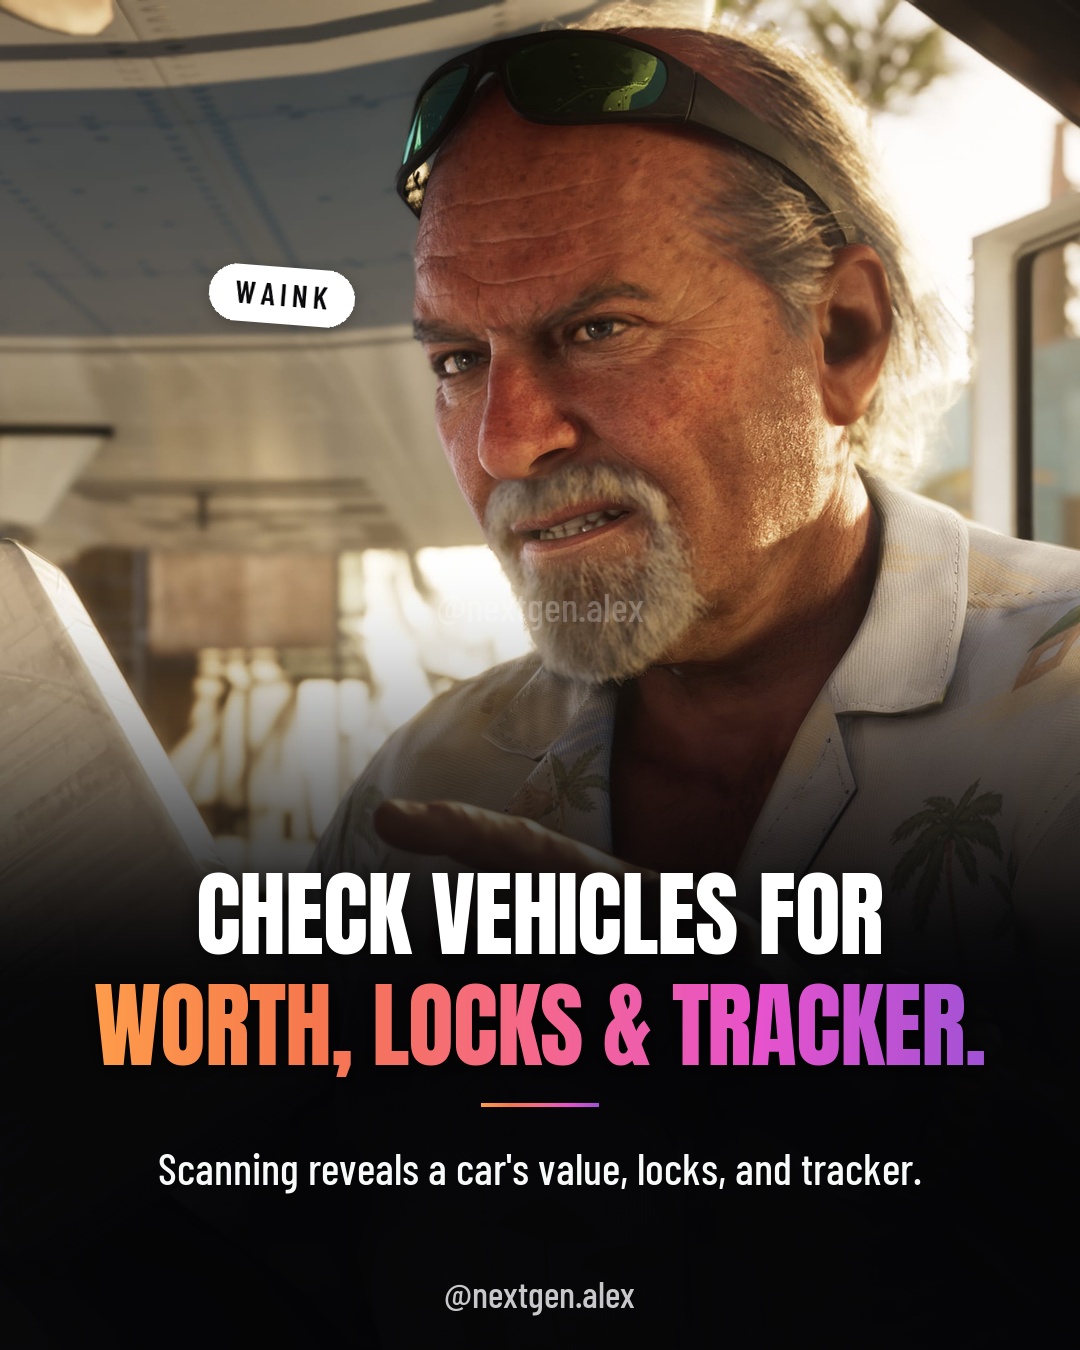 WAINK
@nextgen.alex
CHECK VEHICLES FOR
WORTH, LOCKS & TRACKER.
Scanning reveals a car's value, locks, and tracker.
@nextgen.alex